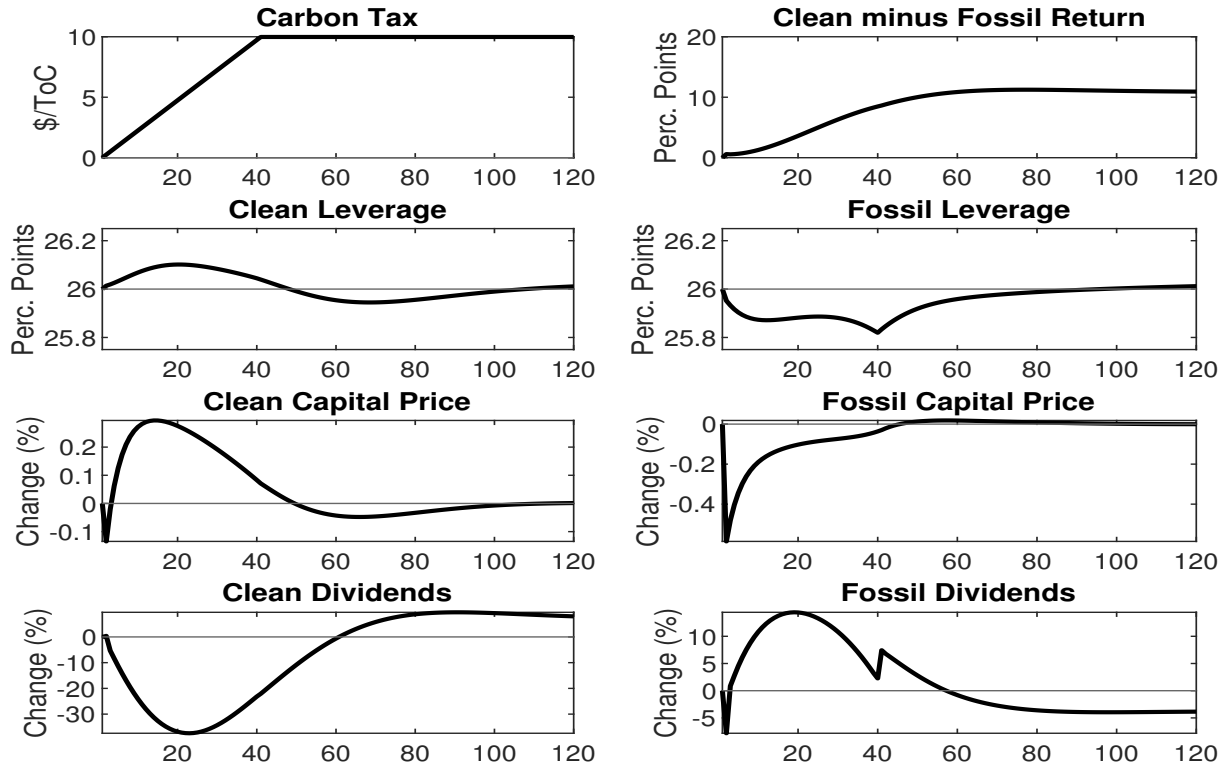 Carbon Tax
$/ToC
10
5
0
20 40 60 80 100 120
Clean minus Fossil Return
Perc. Points
20
10
0
20 40 60 80 100 120
Clean Leverage
Perc. Points
26.2
26
25.8
20 40 60 80 100 120
Fossil Leverage
Perc. Points
26.2
26
25.8
20 40 60 80 100 120
Clean Capital Price
Change (%)
0.2
0.1
0
-0.1
20 40 60 80 100 120
Fossil Capital Price
Change (%)
0
-0.2
-0.4
20 40 60 80 100 120
Clean Dividends
Change (%)
0
-10
-20
-30
20 40 60 80 100 120
Fossil Dividends
Change (%)
10
5
0
-5
20 40 60 80 100 120